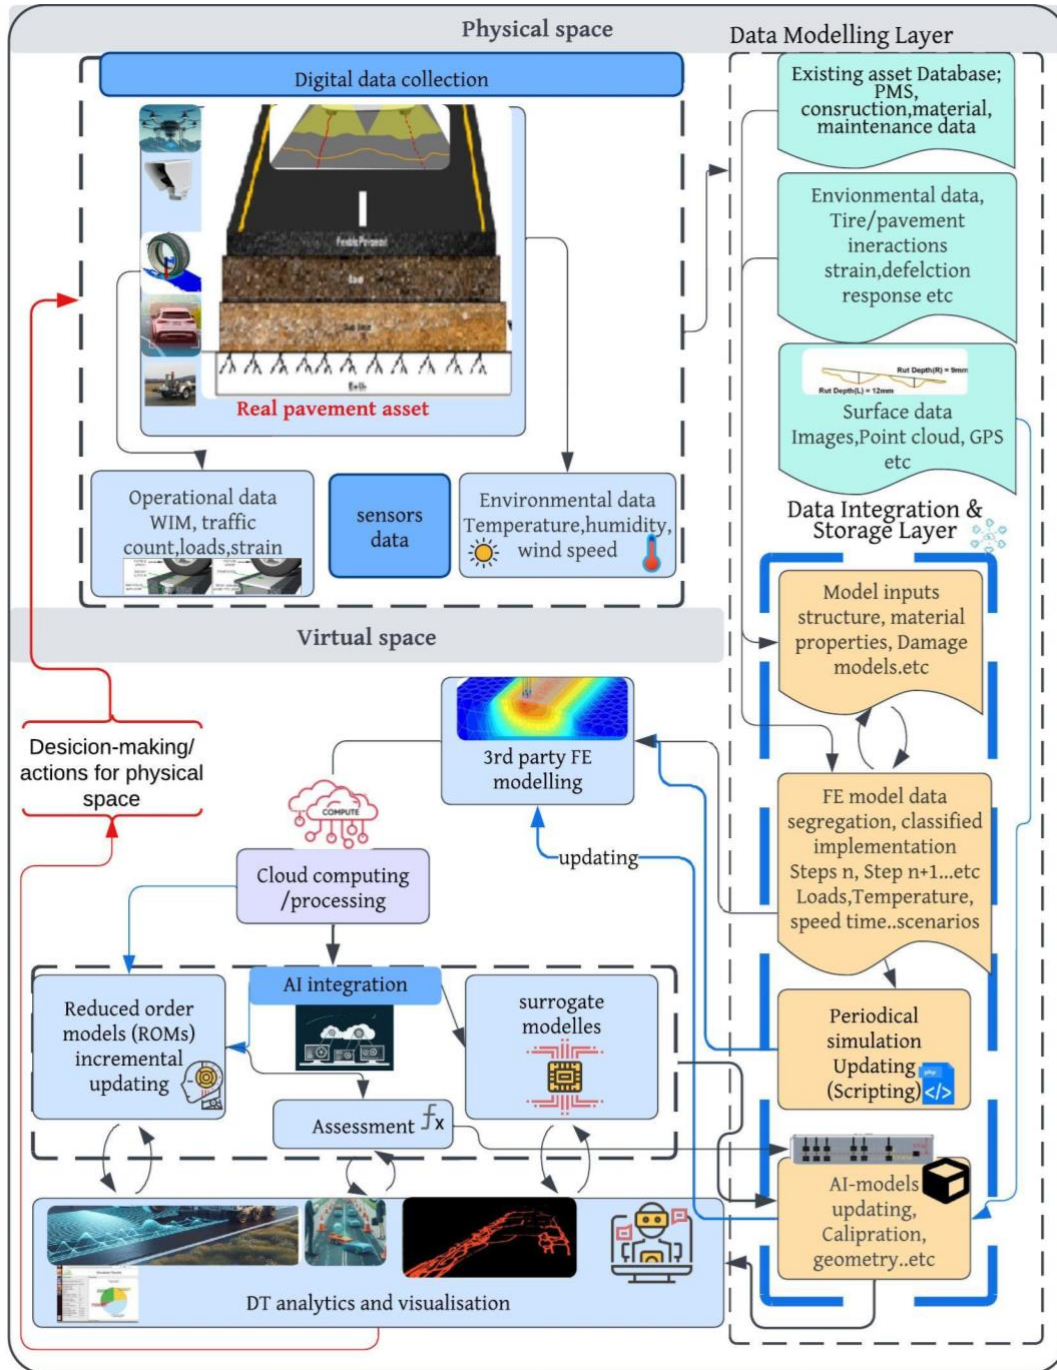 Physical space
Data Modelling Layer
Digital data collection
Existing asset Database;
PMS,
consruction,material,
maintenance data
Envionmental data,
Tire/pavement
ineractions
strain,defelction
response etc
Flexible Pavement
Real pavement asset
Rut Depth(R) = 9mm
Rut Depth(L) = 12mm
Surface data
Images,Point cloud, GPS
etc
Operational data
WIM, traffic
count,loads,strain
sensors
data
Environmental data
Temperature,humidity,
wind speed
Data Integration &
Storage Layer
Model inputs
structure, material
properties, Damage
models.etc
Virtual space
Desicion-making/
actions for physical
space
3rd party FE
modelling
COMPUTE
updating
FE model data
segregation, classified
implementation
Steps n, Step n+1...etc
Loads,Temperature,
speed time..scenarios
Cloud computing
/processing
AI integration
Reduced order
models (ROMs)
incremental
updating
surrogate
modelles
Periodical
simulation
Updating
(Scripting)
php
</>
Assessment
fx
AI-models
updating,
Calipration,
geometry..etc
DT analytics and visualisation